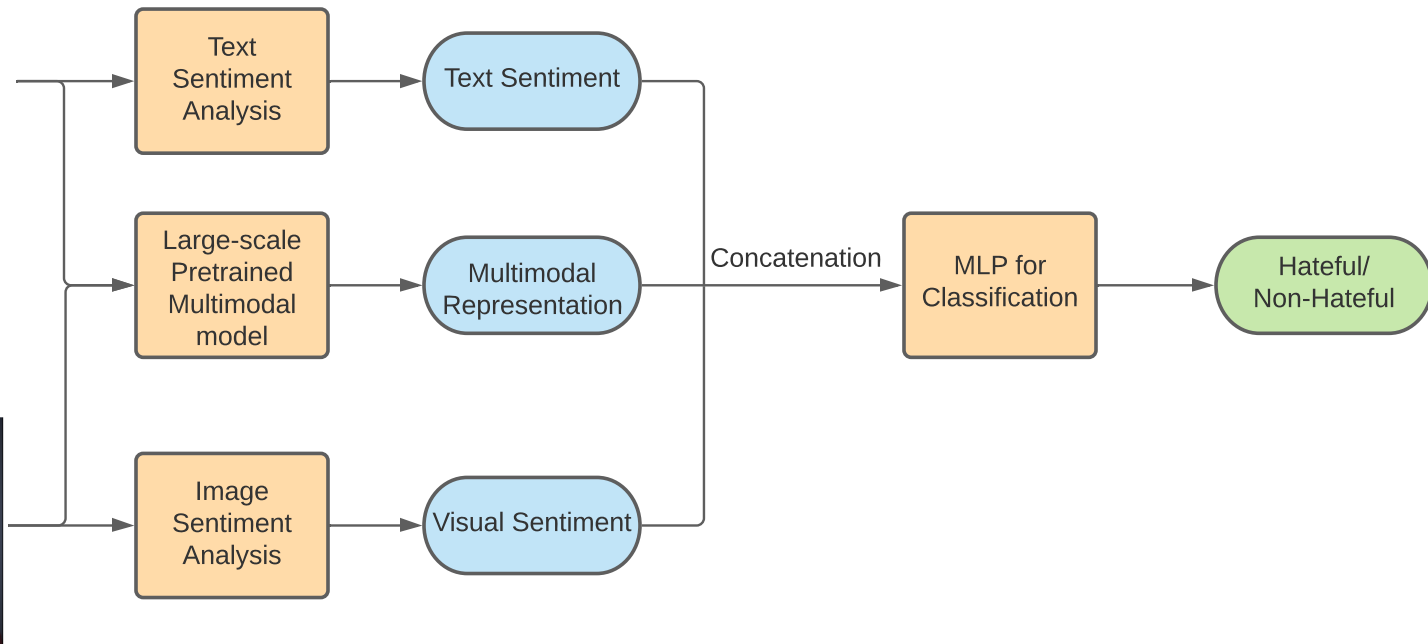 Text
Sentiment
Analysis
Text Sentiment
Large-scale
Pretrained
Multimodal
model
Multimodal
Representation
Concatenation
MLP for
Classification
Hateful/
Non-Hateful
Image
Sentiment
Analysis
Visual Sentiment